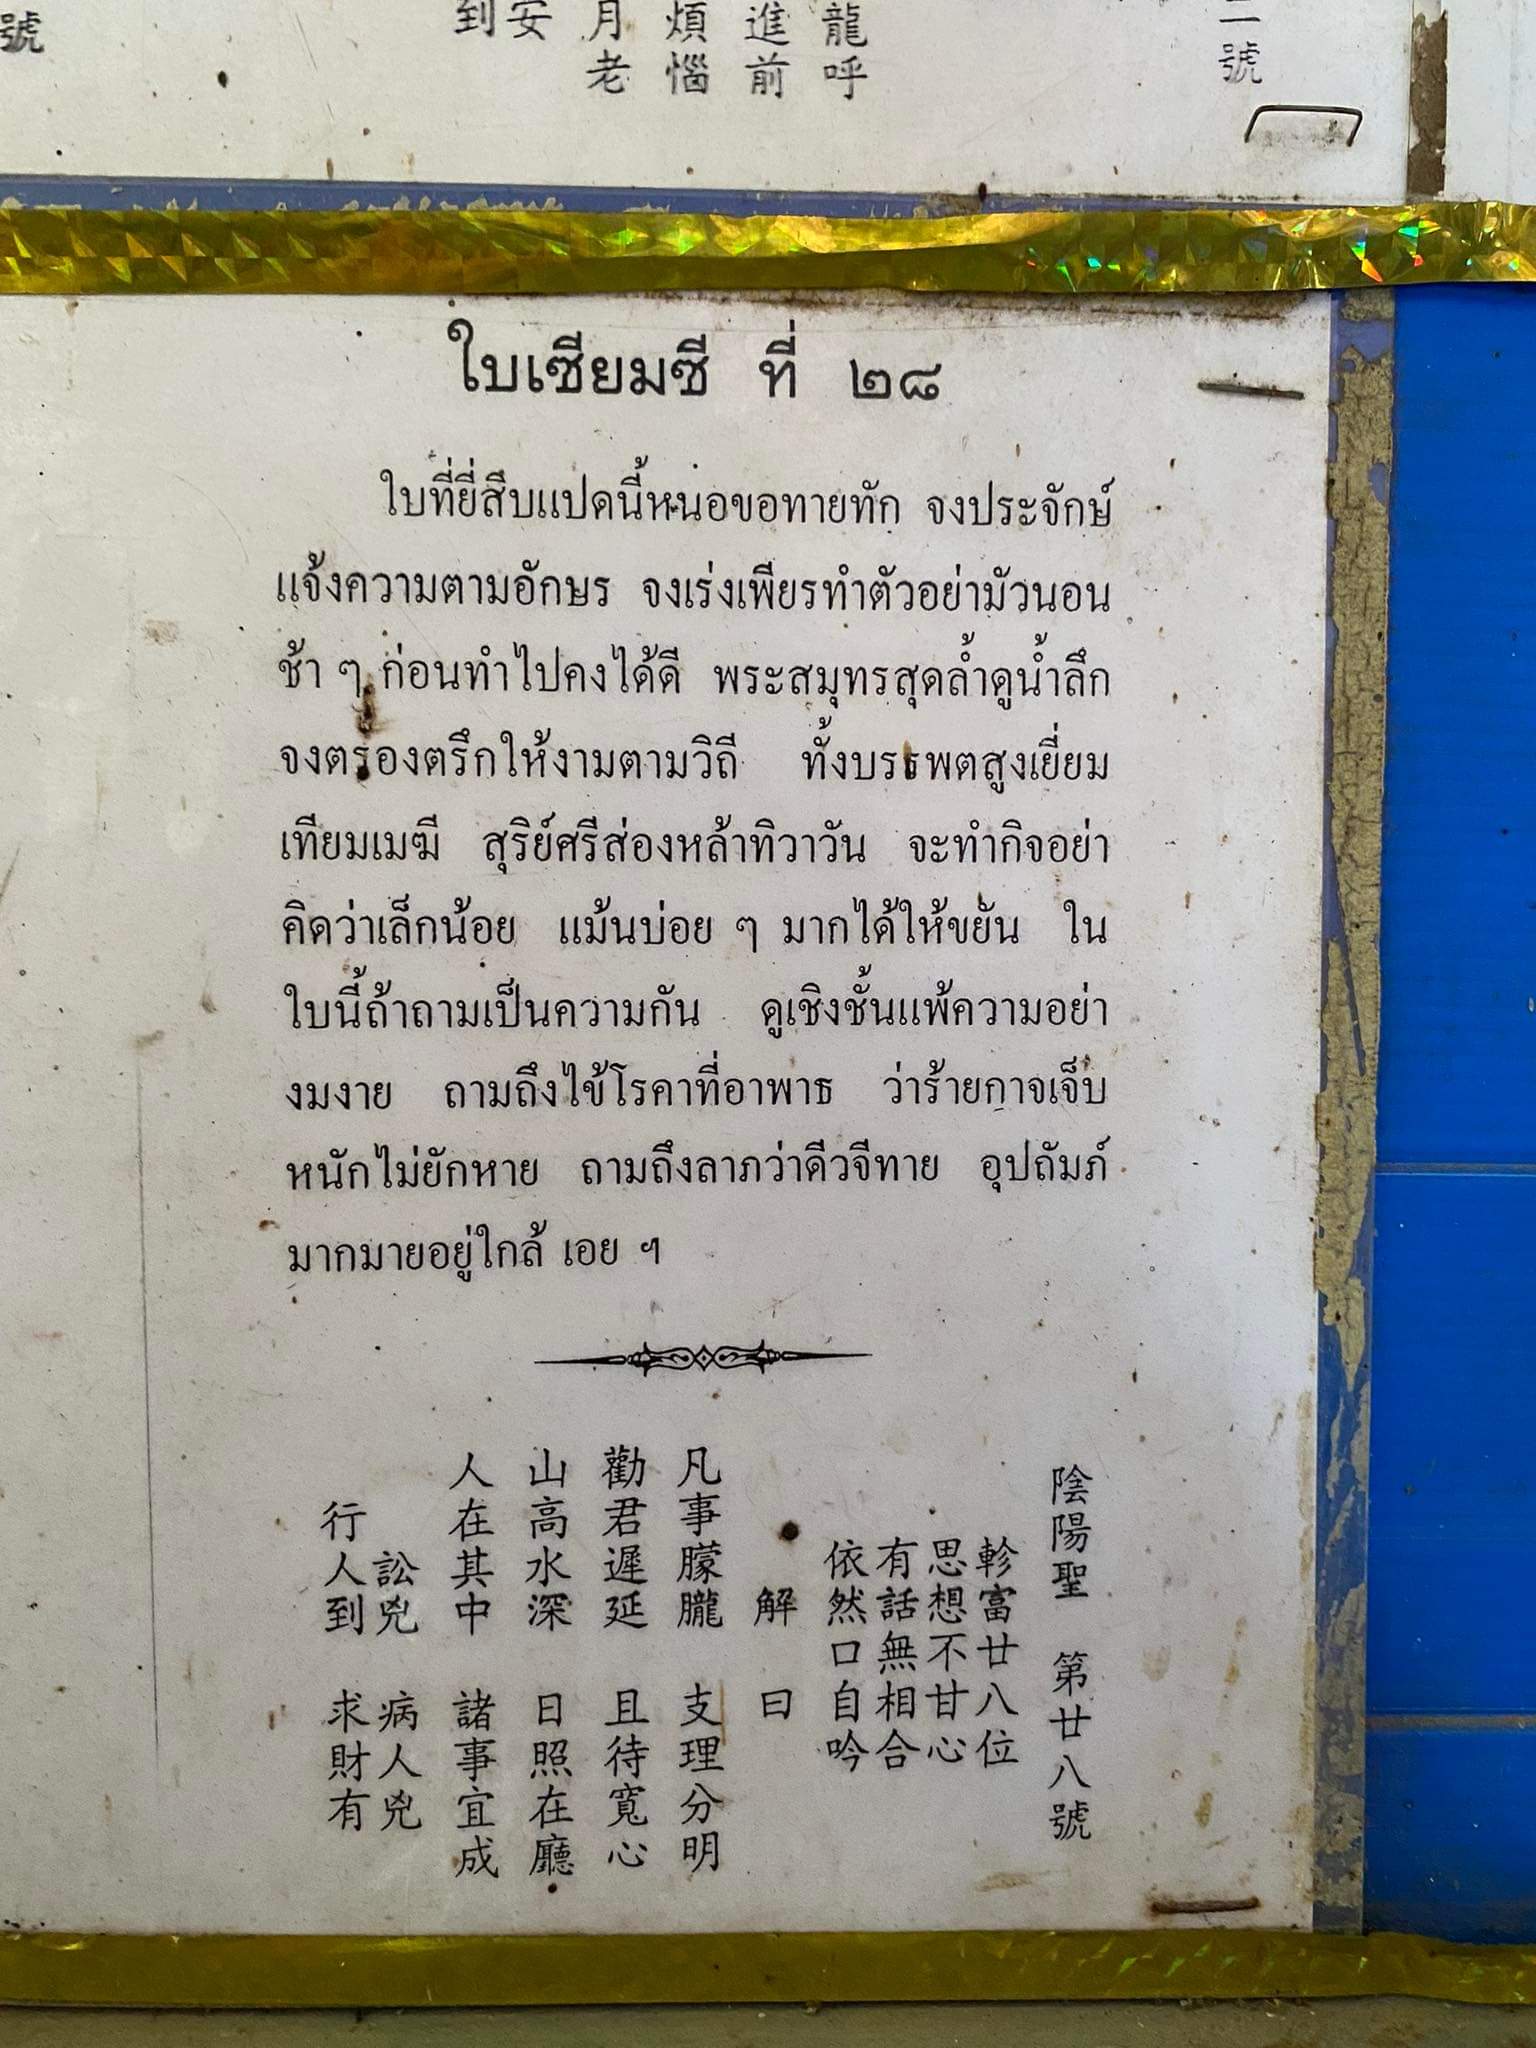 二號
龍呼
進前
煩惱
月老
安
到
號
ใบเซียมซี ที่ ๒๘
ใบที่ยี่สิบแปดนี้หนอขอทายทัก จงประจักษ์
แจ้งความตามอักษร จงเร่งเพียรทำตัวอย่ามัวนอน
ช้า ๆ ก่อนทำไปคงได้ดี พระสมุทรสุดล้ำดูน้ำลึก
จงตรองตรึกให้งามตามวิถี ทั้งบรรพตสูงเยี่ยม
เทียมเมฆี สุริย์ศรีส่องหล้าทิวาวัน จะทำกิจอย่า
คิดว่าเล็กน้อย แม้นบ่อย ๆ มากได้ให้ขยัน ใน
ใบนี้ถ้าถามเป็นความกัน ดูเชิงชั้นแพ้ความอย่า
งมงาย ถามถึงไข้โรคาที่อาพาธ ว่าร้ายกาจเจ็บ
หนักไม่ยักหาย ถามถึงลาภว่าดีวจีทาย อุปถัมภ์
มากมายอยู่ใกล้ เอย ฯ
陰陽聖 第廿八號
軫富廿八位
思想不甘心
有話無相合
依然口自吟
解曰
凡事朦朧 支理分明
勸君遲延 且待寬心
山高水深 日照在廳
人在其中 諸事宜成
訟兇 病人兇
行人到 求財有